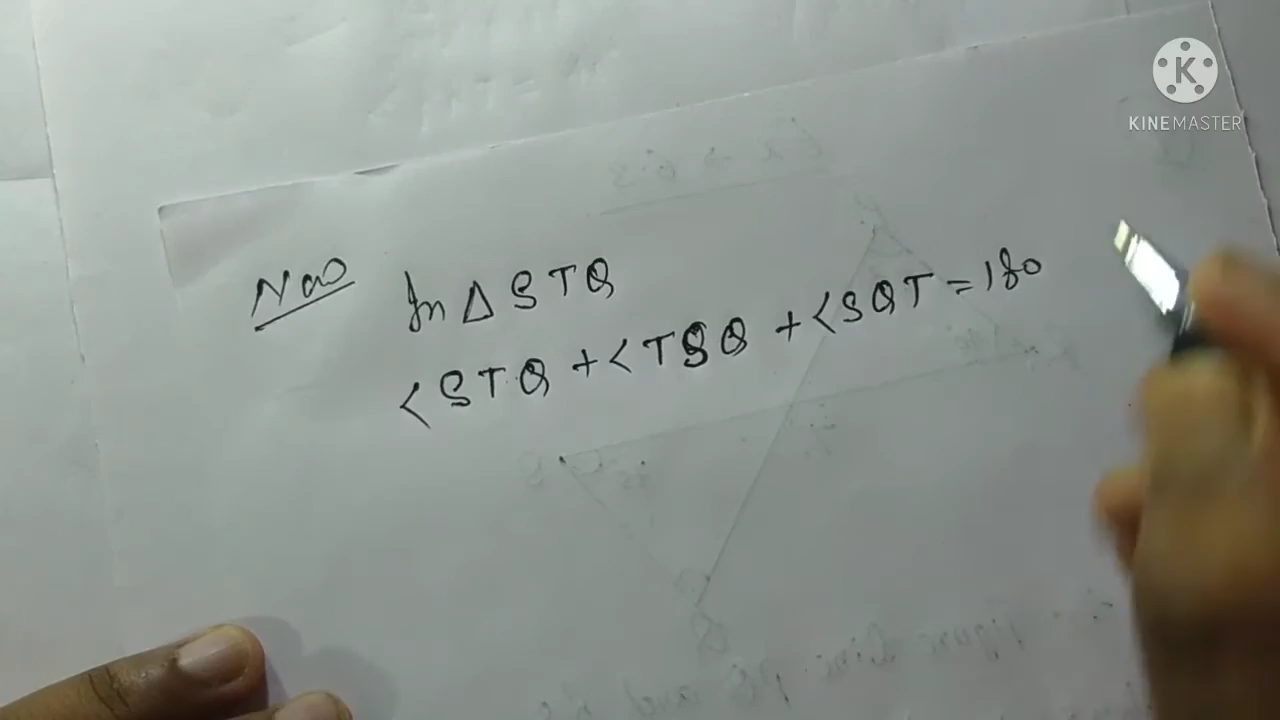 K
KINEMASTER
Now In Δ STQ
<STQ + <TSQ + <SQT = 180